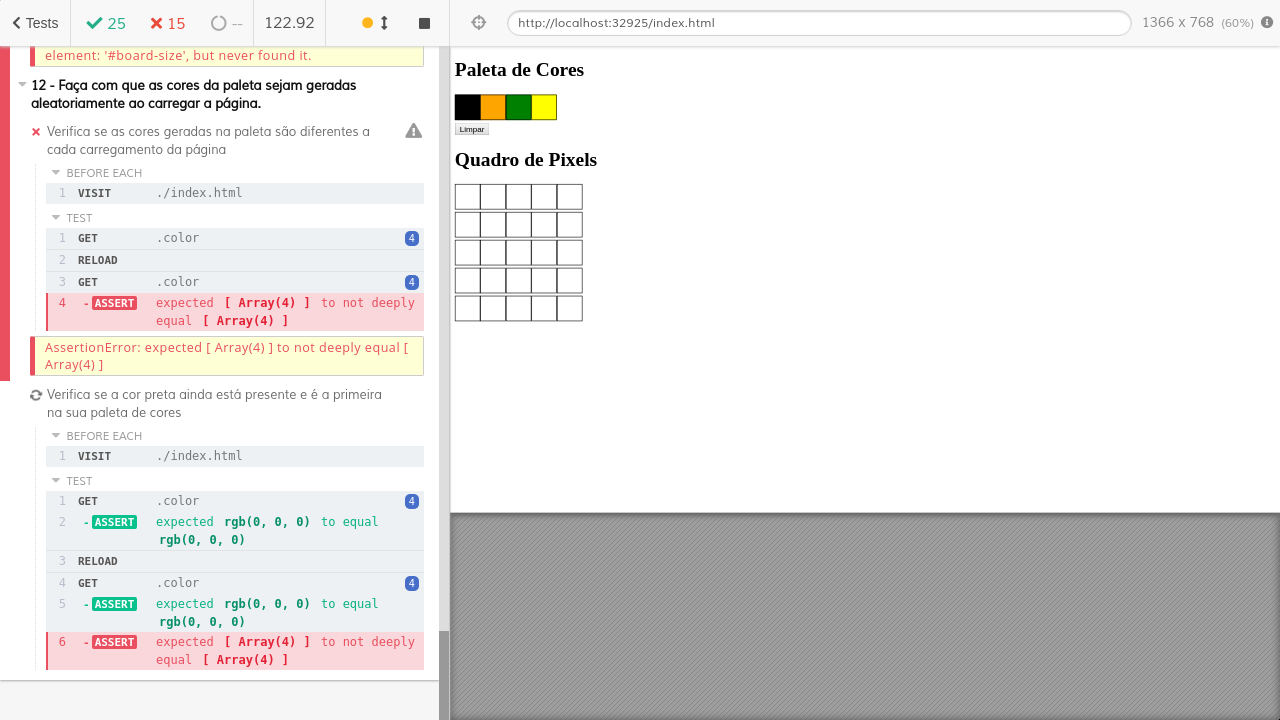 Tests
25
15
--
122.92
http://localhost:32925/index.html
1366 x 768 (60%)
element: '#board-size', but never found it.
12 - Faça com que as cores da paleta sejam geradas
aleatoriamente ao carregar a página.
Verifica se as cores geradas na paleta são diferentes a
cada carregamento da página
BEFORE EACH
1 VISIT ./index.html
TEST
1 GET .color 4
2 RELOAD
3 GET .color 4
4 -ASSERT expected [ Array(4) ] to not deeply
equal [ Array(4) ]
AssertionError: expected [ Array(4) ] to not deeply equal [
Array(4) ]
Verifica se a cor preta ainda está presente e é a primeira
na sua paleta de cores
BEFORE EACH
1 VISIT ./index.html
TEST
1 GET .color 4
2 -ASSERT expected rgb(0, 0, 0) to equal
rgb(0, 0, 0)
3 RELOAD
4 GET .color 4
5 -ASSERT expected rgb(0, 0, 0) to equal
rgb(0, 0, 0)
6 -ASSERT expected [ Array(4) ] to not deeply
equal [ Array(4) ]
Paleta de Cores
Limpar
Quadro de Pixels